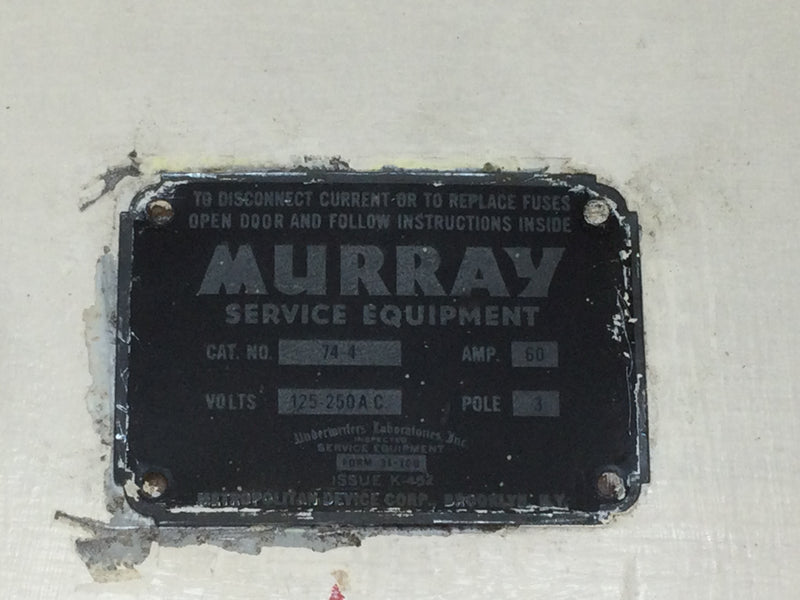 TO DISCONNECT CURRENT OR TO REPLACE FUSES
OPEN DOOR AND FOLLOW INSTRUCTIONS INSIDE
MURRAY
SERVICE EQUIPMENT
CAT. NO. 74-4 AMP. 60
VOLTS 125-250 A.C. POLE 3
Underwriters Laboratories, Inc.
INSPECTED
SERVICE EQUIPMENT
FORM
ISSUE K-452
METROPOLITAN DEVICE CORP., BROOKLYN, N.Y.